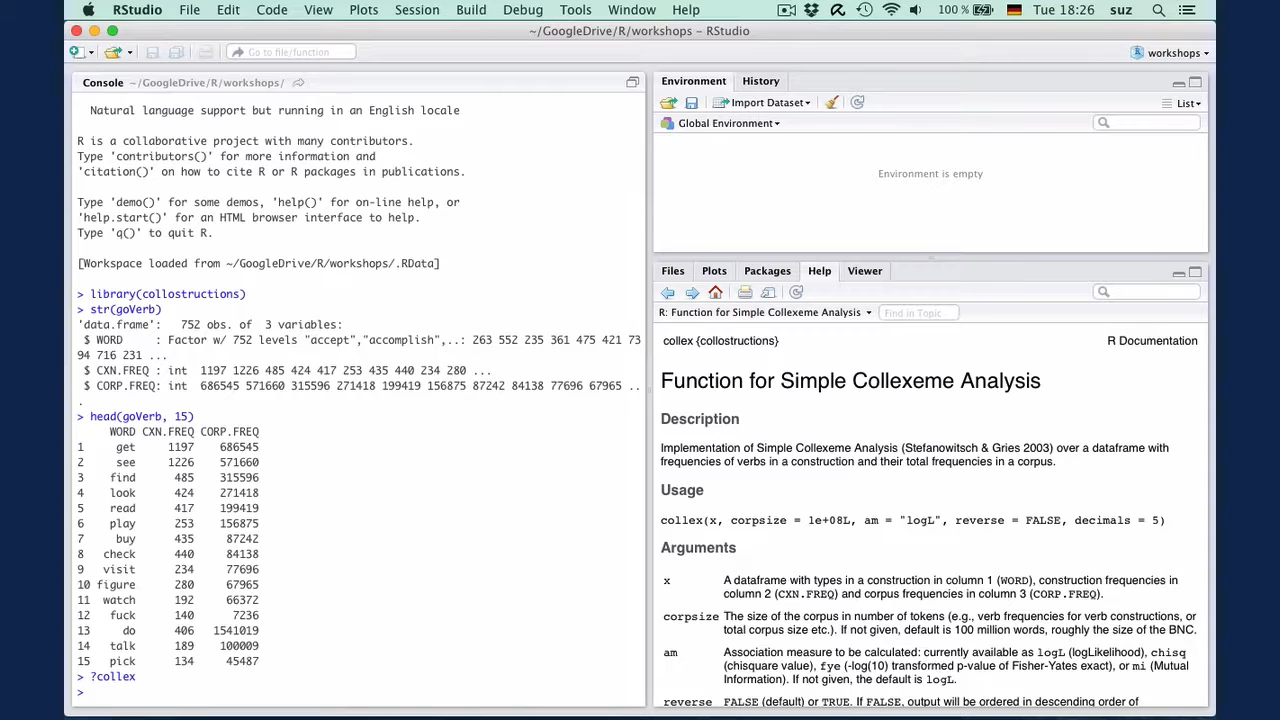 RStudio File Edit Code View Plots Session Build Debug Tools Window Help 100% Tue 18:26 suz
~/GoogleDrive/R/workshops – RStudio
Go to file/function workshops
Console ~/GoogleDrive/R/workshops/
Natural language support but running in an English locale
R is a collaborative project with many contributors.
Type 'contributors()' for more information and
'citation()' on how to cite R or R packages in publications.
Type 'demo()' for some demos, 'help()' for on-line help, or
'help.start()' for an HTML browser interface to help.
Type 'q()' to quit R.
[Workspace loaded from ~/GoogleDrive/R/workshops/.RData]
> library(collostructions)
> str(goVerb)
'data.frame': 752 obs. of 3 variables:
$ WORD : Factor w/ 752 levels "accept","accomplish",..: 263 552 235 361 475 421 73
94 716 231 ...
$ CXN.FREQ : int 1197 1226 485 424 417 253 435 440 234 280 ...
$ CORP.FREQ: int 686545 571660 315596 271418 199419 156875 87242 84138 77696 67965 ..
.
> head(goVerb, 15)
WORD CXN.FREQ CORP.FREQ
1 get 1197 686545
2 see 1226 571660
3 find 485 315596
4 look 424 271418
5 read 417 199419
6 play 253 156875
7 buy 435 87242
8 check 440 84138
9 visit 234 77696
10 figure 280 67965
11 watch 192 66372
12 fuck 140 7236
13 do 406 1541019
14 talk 189 100009
15 pick 134 45487
> ?collex
>
Environment History
Import Dataset List
Global Environment
Environment is empty
Files Plots Packages Help Viewer
R: Function for Simple Collexeme Analysis Find in Topic
collex {collostructions} R Documentation
Function for Simple Collexeme Analysis
Description
Implementation of Simple Collexeme Analysis (Stefanowitsch & Gries 2003) over a dataframe with
frequencies of verbs in a construction and their total frequencies in a corpus.
Usage
collex(x, corpsize = 1e+08L, am = "logL", reverse = FALSE, decimals = 5)
Arguments
x A dataframe with types in a construction in column 1 (WORD), construction frequencies in
column 2 (CXN.FREQ) and corpus frequencies in column 3 (CORP.FREQ).
corpsize The size of the corpus in number of tokens (e.g., verb frequencies for verb constructions, or
total corpus size etc.). If not given, default is 100 million words, roughly the size of the BNC.
am Association measure to be calculated: currently available as logL (logLikelihood), chisq
(chisquare value), fye (-log(10) transformed p-value of Fisher-Yates exact), or mi (Mutual
Information). If not given, the default is logL.
reverse FALSE (default) or TRUE. If FALSE, output will be ordered in descending order of